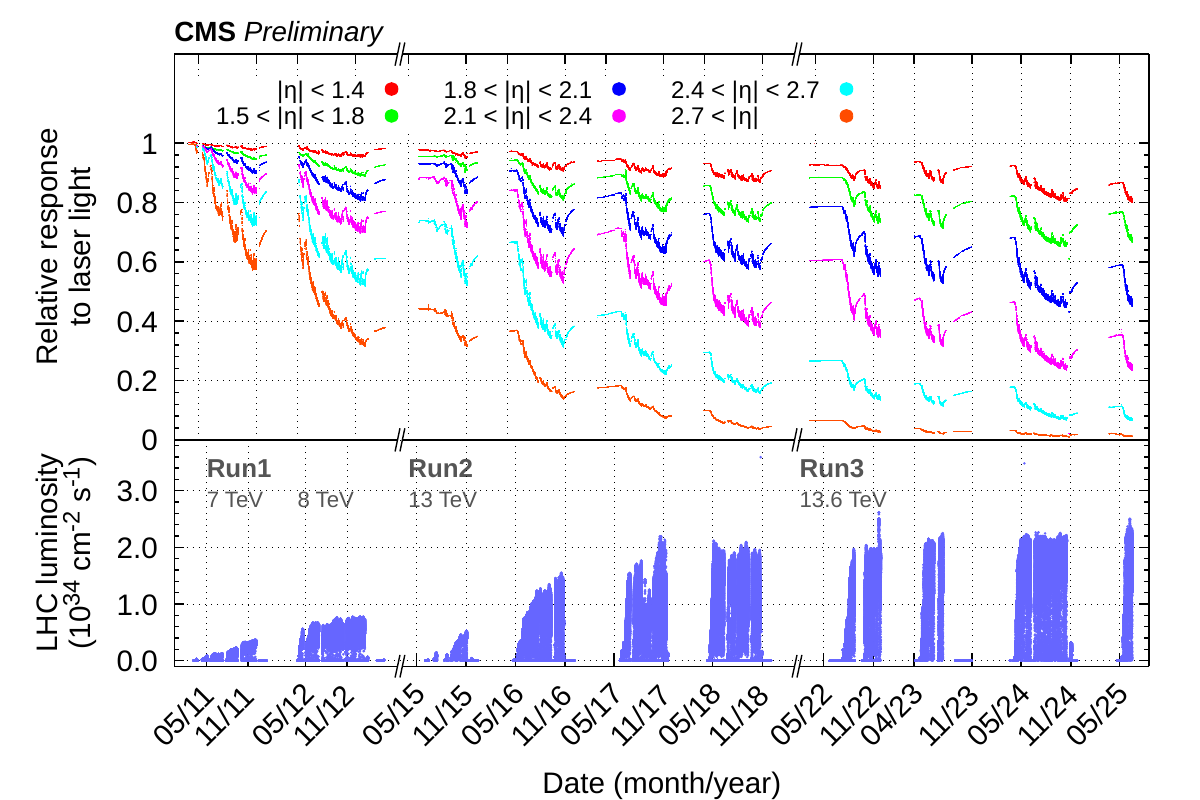 CMS Preliminary
|η| < 1.4 1.8 < |η| < 2.1 2.4 < |η| < 2.7
1.5 < |η| < 1.8 2.1 < |η| < 2.4 2.7 < |η|
Relative response
to laser light
1
0.8
0.6
0.4
0.2
0
LHC luminosity
(10³⁴ cm⁻² s⁻¹)
Run1 Run2 Run3
7 TeV 8 TeV 13 TeV 13.6 TeV
3.0
2.0
1.0
0.0
05/11 11/11 05/12 11/12 05/15 11/15 05/16 11/16 05/17 11/17 05/18 11/18 05/22 11/22 04/23 11/23 05/24 11/24 05/25
Date (month/year)